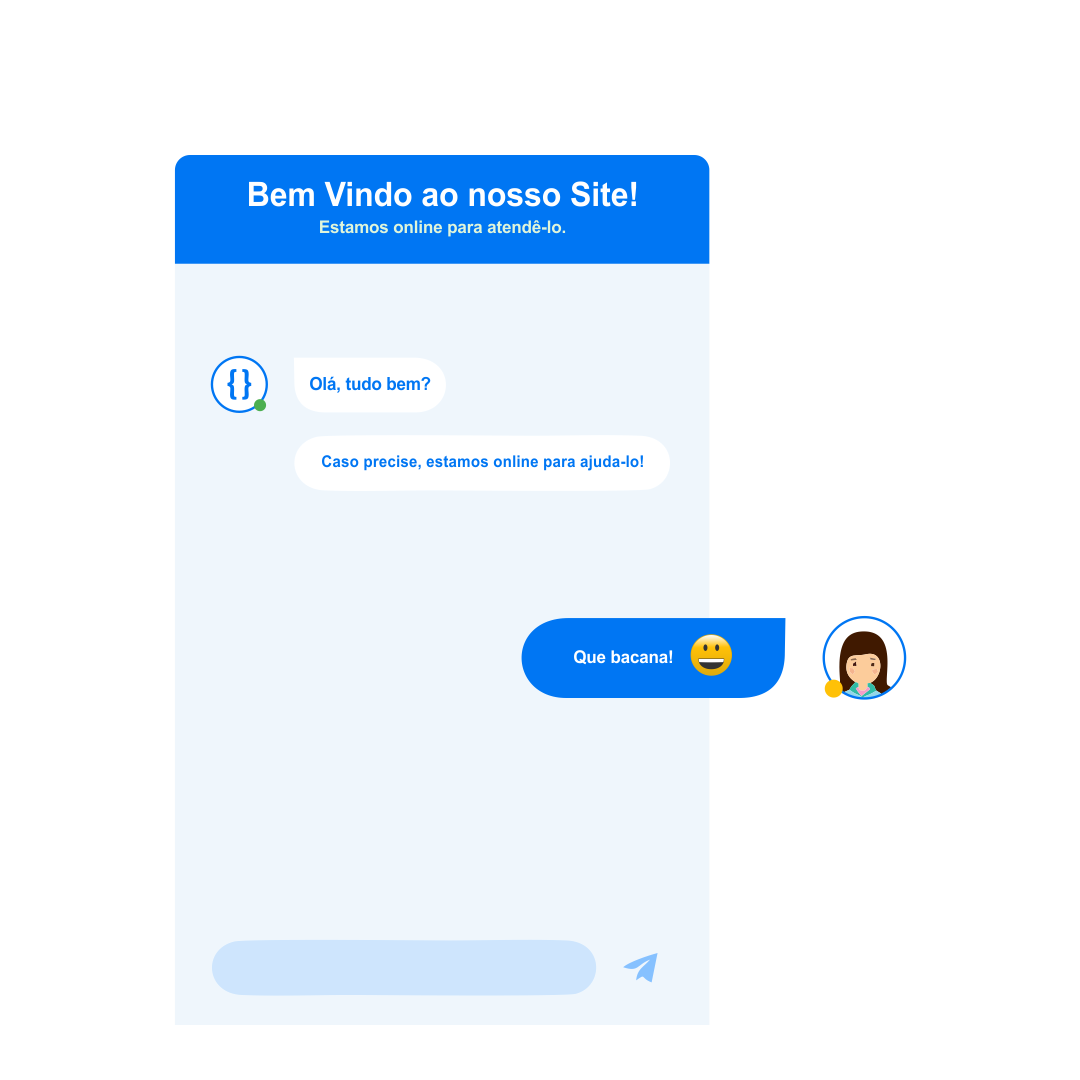 Bem Vindo ao nosso Site!
Estamos online para atendê-lo.
{ }
Olá, tudo bem?
Caso precise, estamos online para ajuda-lo!
Que bacana! 😃